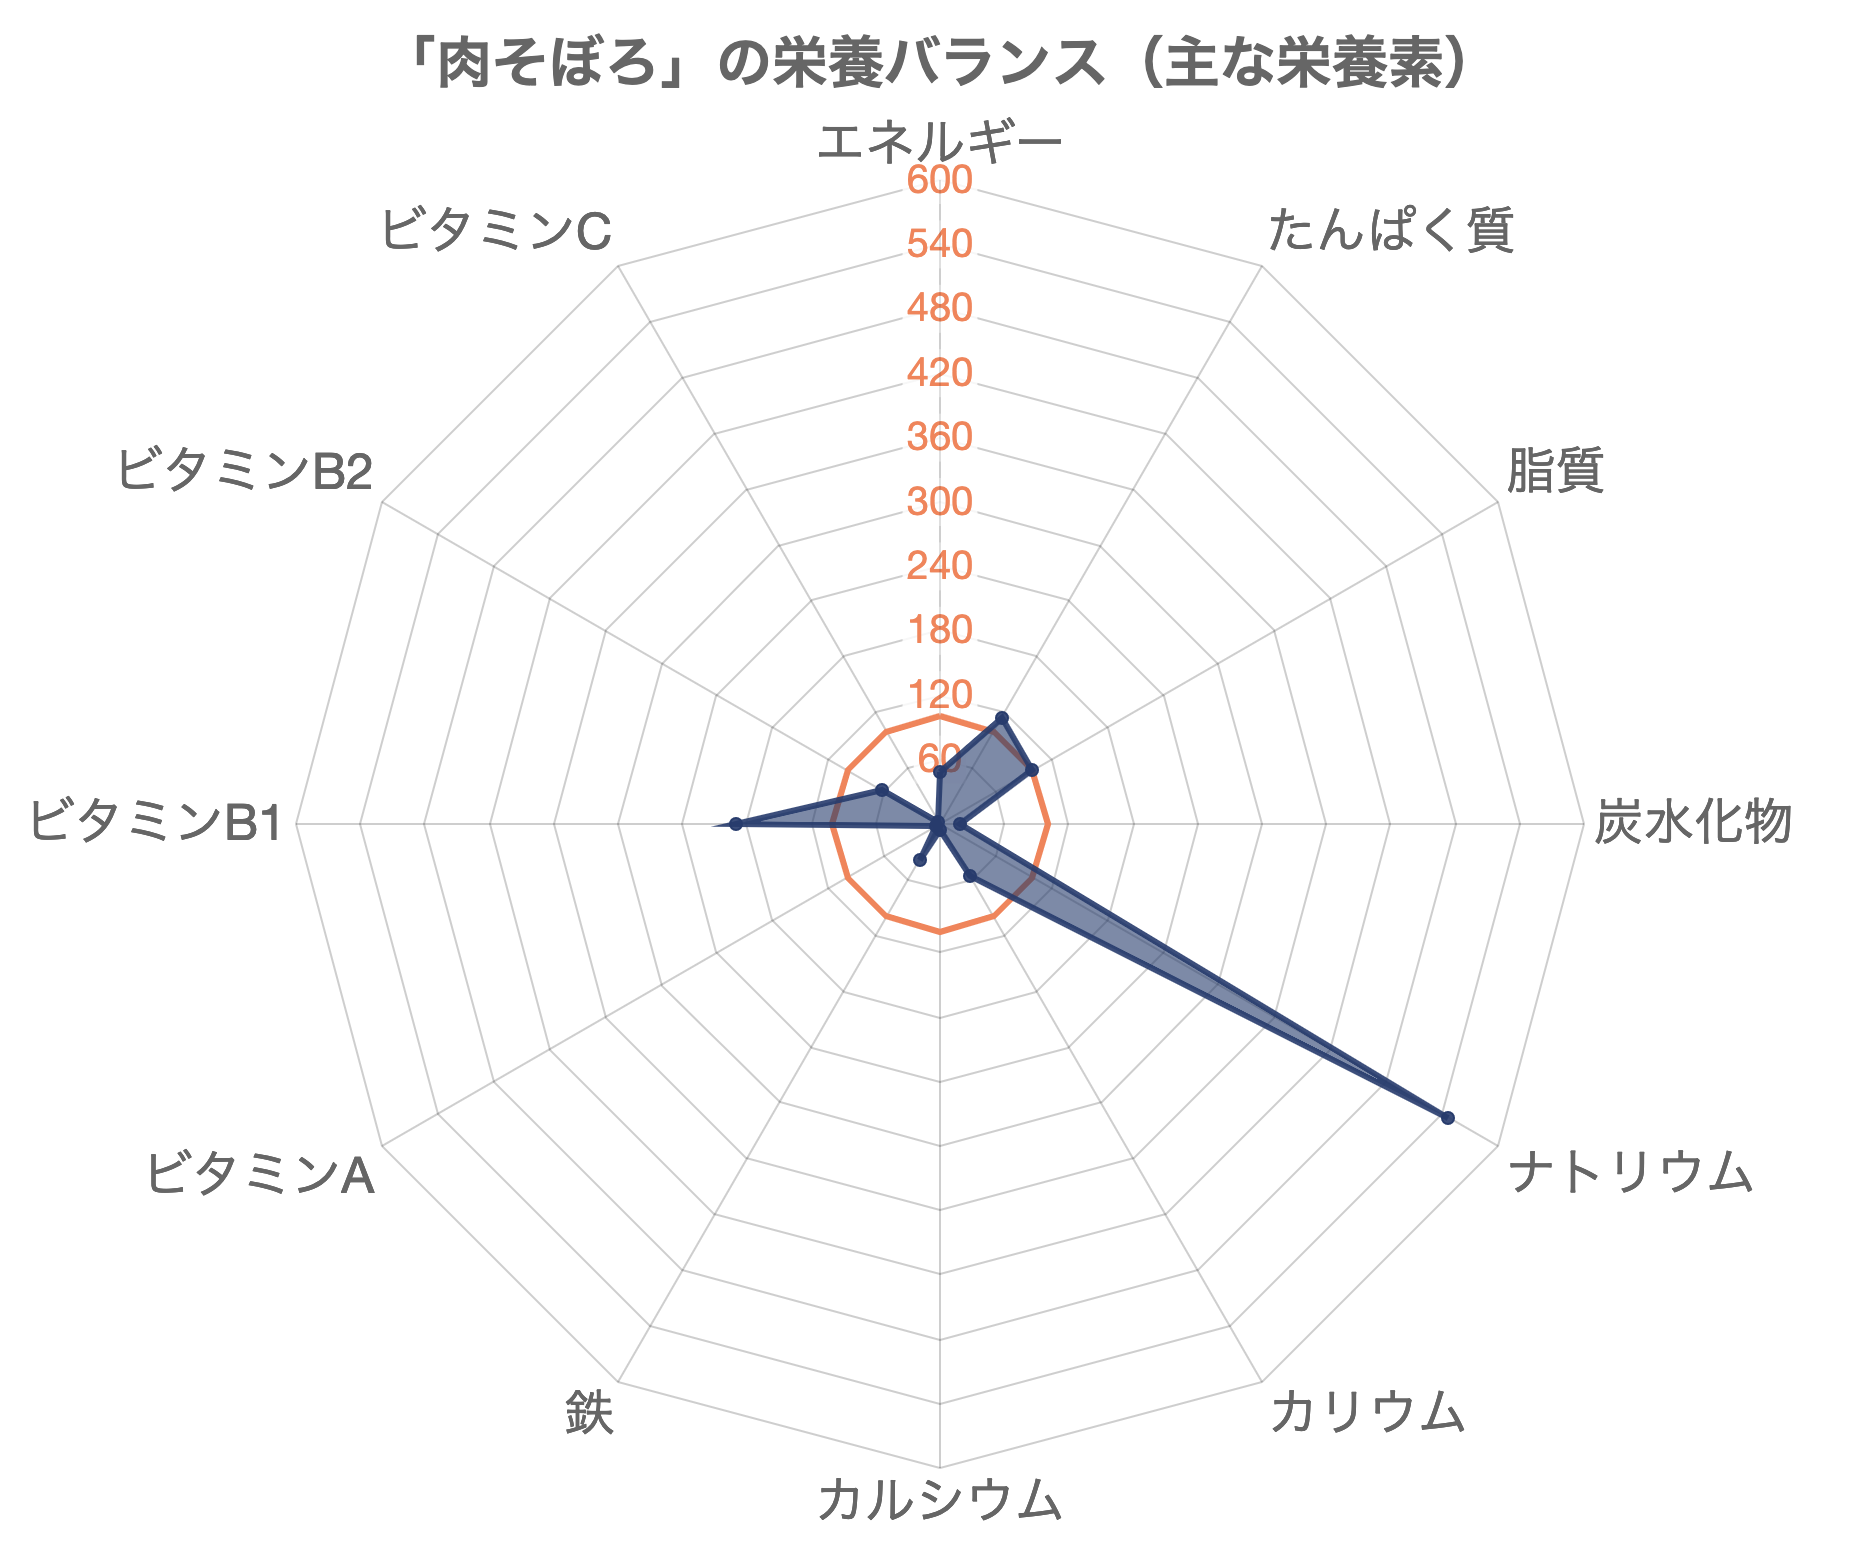 「肉そぼろ」の栄養バランス（主な栄養素）
エネルギー
たんぱく質
脂質
炭水化物
ナトリウム
カリウム
カルシウム
鉄
ビタミンA
ビタミンB1
ビタミンB2
ビタミンC
600
540
480
420
360
300
240
180
120
60